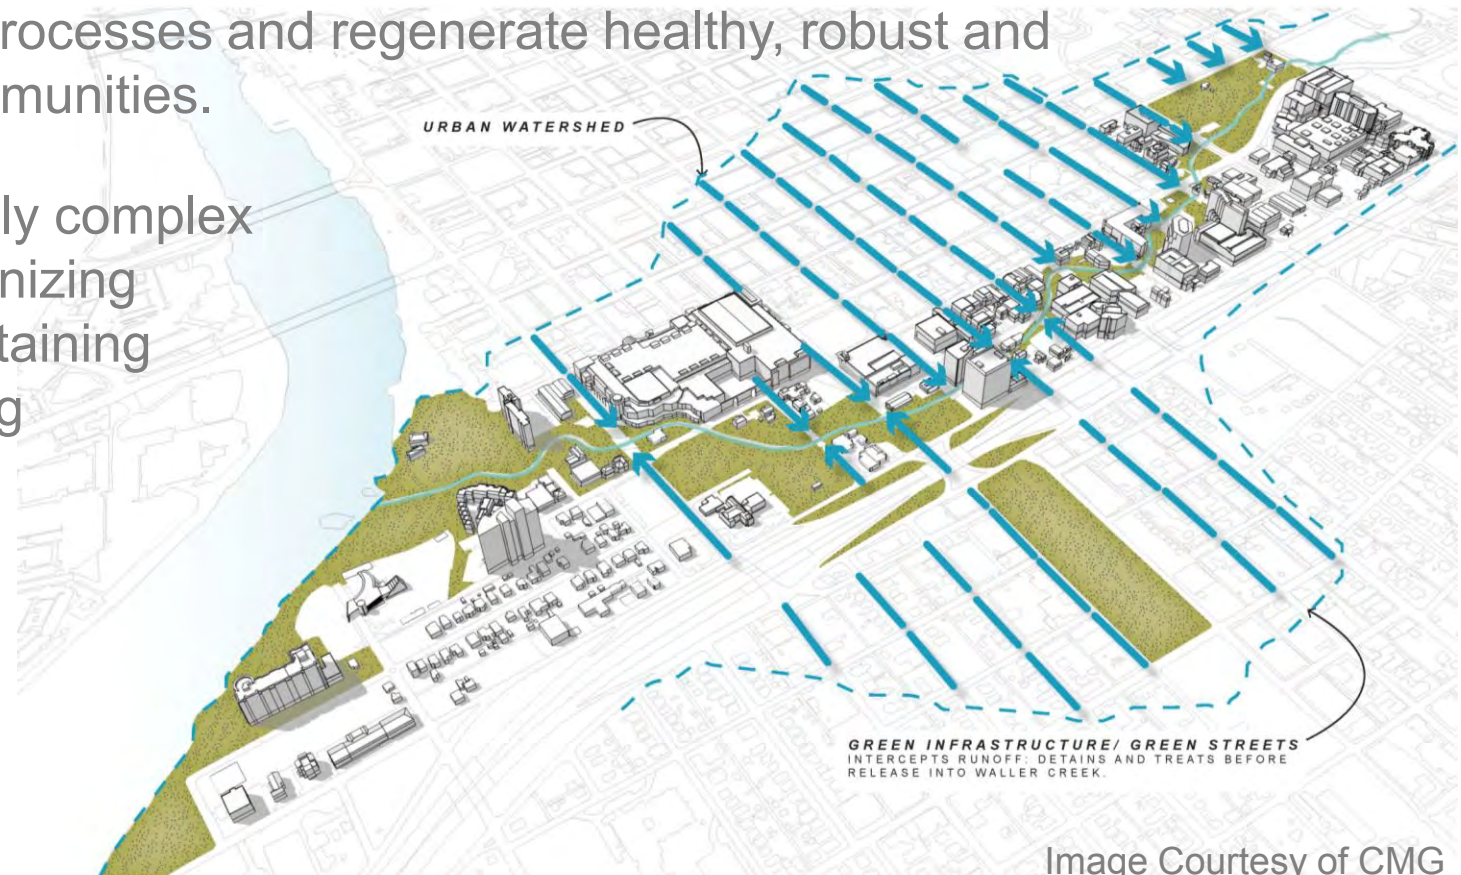 rocesses and regenerate healthy, robust and
munities.
ly complex
nizing
taining
g
URBAN WATERSHED
GREEN INFRASTRUCTURE/ GREEN STREETS
INTERCEPTS RUNOFF: DETAINS AND TREATS BEFORE
RELEASE INTO WALLER CREEK.
Image Courtesy of CMG